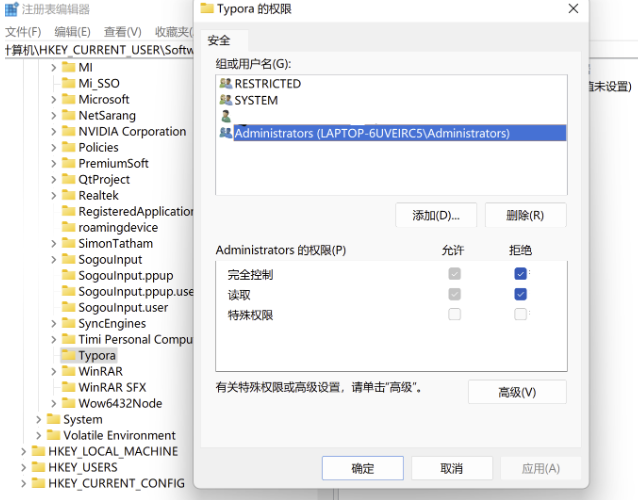 注册表编辑器
文件(F) 编辑(E) 查看(V) 收藏夹
计算机\HKEY_CURRENT_USER\Softw
MI
Mi_SSO
Microsoft
NetSarang
NVIDIA Corporation
Policies
PremiumSoft
QtProject
Realtek
RegisteredApplication
roamingdevice
SimonTatham
SogouInput
SogouInput.ppup
SogouInput.ppup.use
SogouInput.user
SyncEngines
Timi Personal Compu
Typora
WinRAR
WinRAR SFX
Wow6432Node
System
Volatile Environment
HKEY_LOCAL_MACHINE
HKEY_USERS
HKEY_CURRENT_CONFIG
Typora 的权限
安全
组或用户名(G):
RESTRICTED
SYSTEM
Administrators (LAPTOP-6UVEIRC5\Administrators)
添加(D)... 删除(R)
Administrators 的权限(P) 允许 拒绝
完全控制
读取
特殊权限
有关特殊权限或高级设置，请单击“高级”。
高级(V)
确定 取消 应用(A)
值未设置)